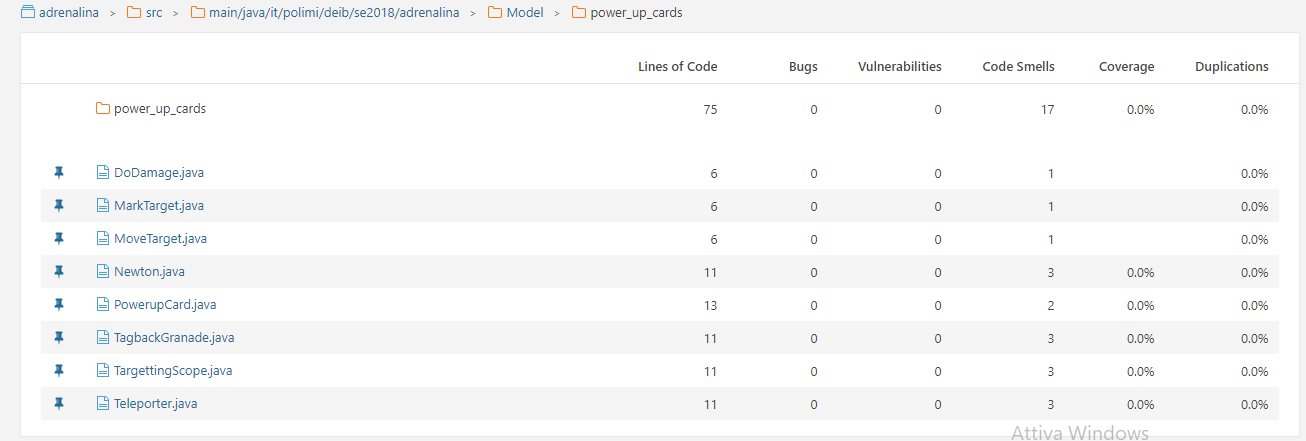 adrenalina > src > main/java/it/polimi/deib/se2018/adrenalina > Model > power_up_cards
Lines of Code Bugs Vulnerabilities Code Smells Coverage Duplications
power_up_cards 75 0 0 17 0.0% 0.0%
DoDamage.java 6 0 0 1 0.0%
MarkTarget.java 6 0 0 1 0.0%
MoveTarget.java 6 0 0 1 0.0%
Newton.java 11 0 0 3 0.0% 0.0%
PowerupCard.java 13 0 0 2 0.0% 0.0%
TagbackGranade.java 11 0 0 3 0.0% 0.0%
TargettingScope.java 11 0 0 3 0.0% 0.0%
Teleporter.java 11 0 0 3 0.0% 0.0%
Attiva Windows